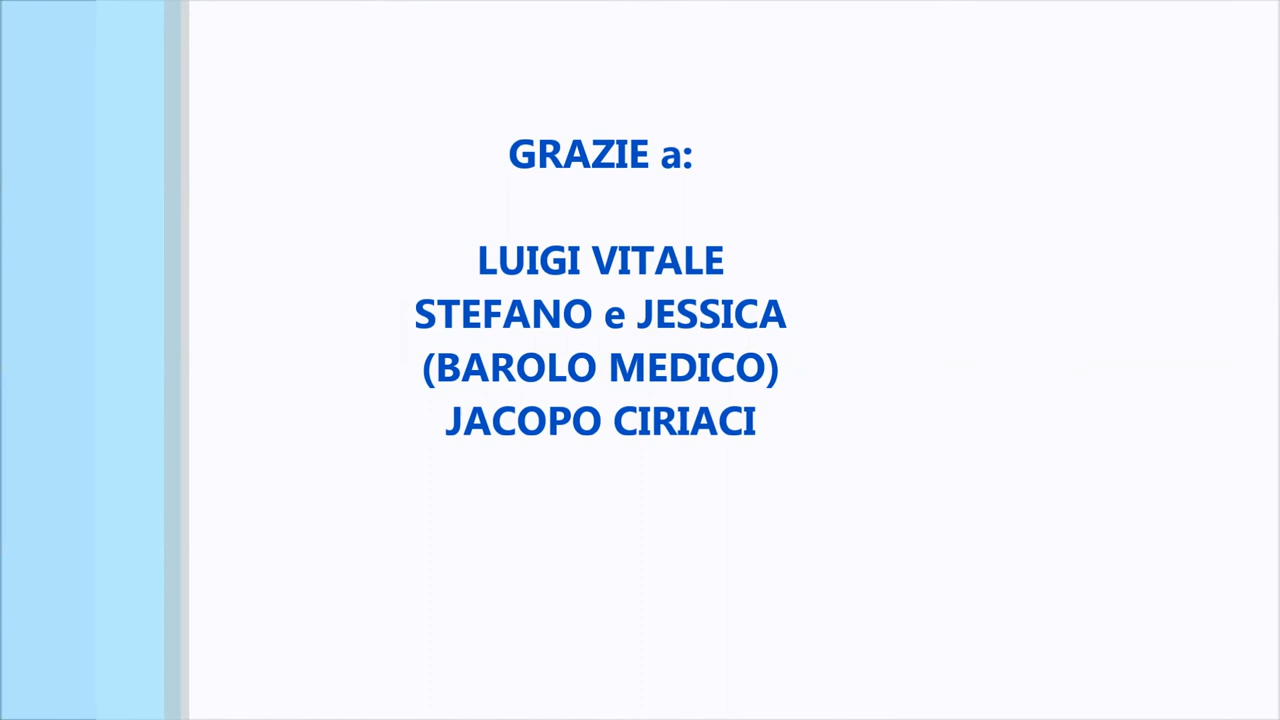 GRAZIE a:
LUIGI VITALE
STEFANO e JESSICA
(BAROLO MEDICO)
JACOPO CIRIACI